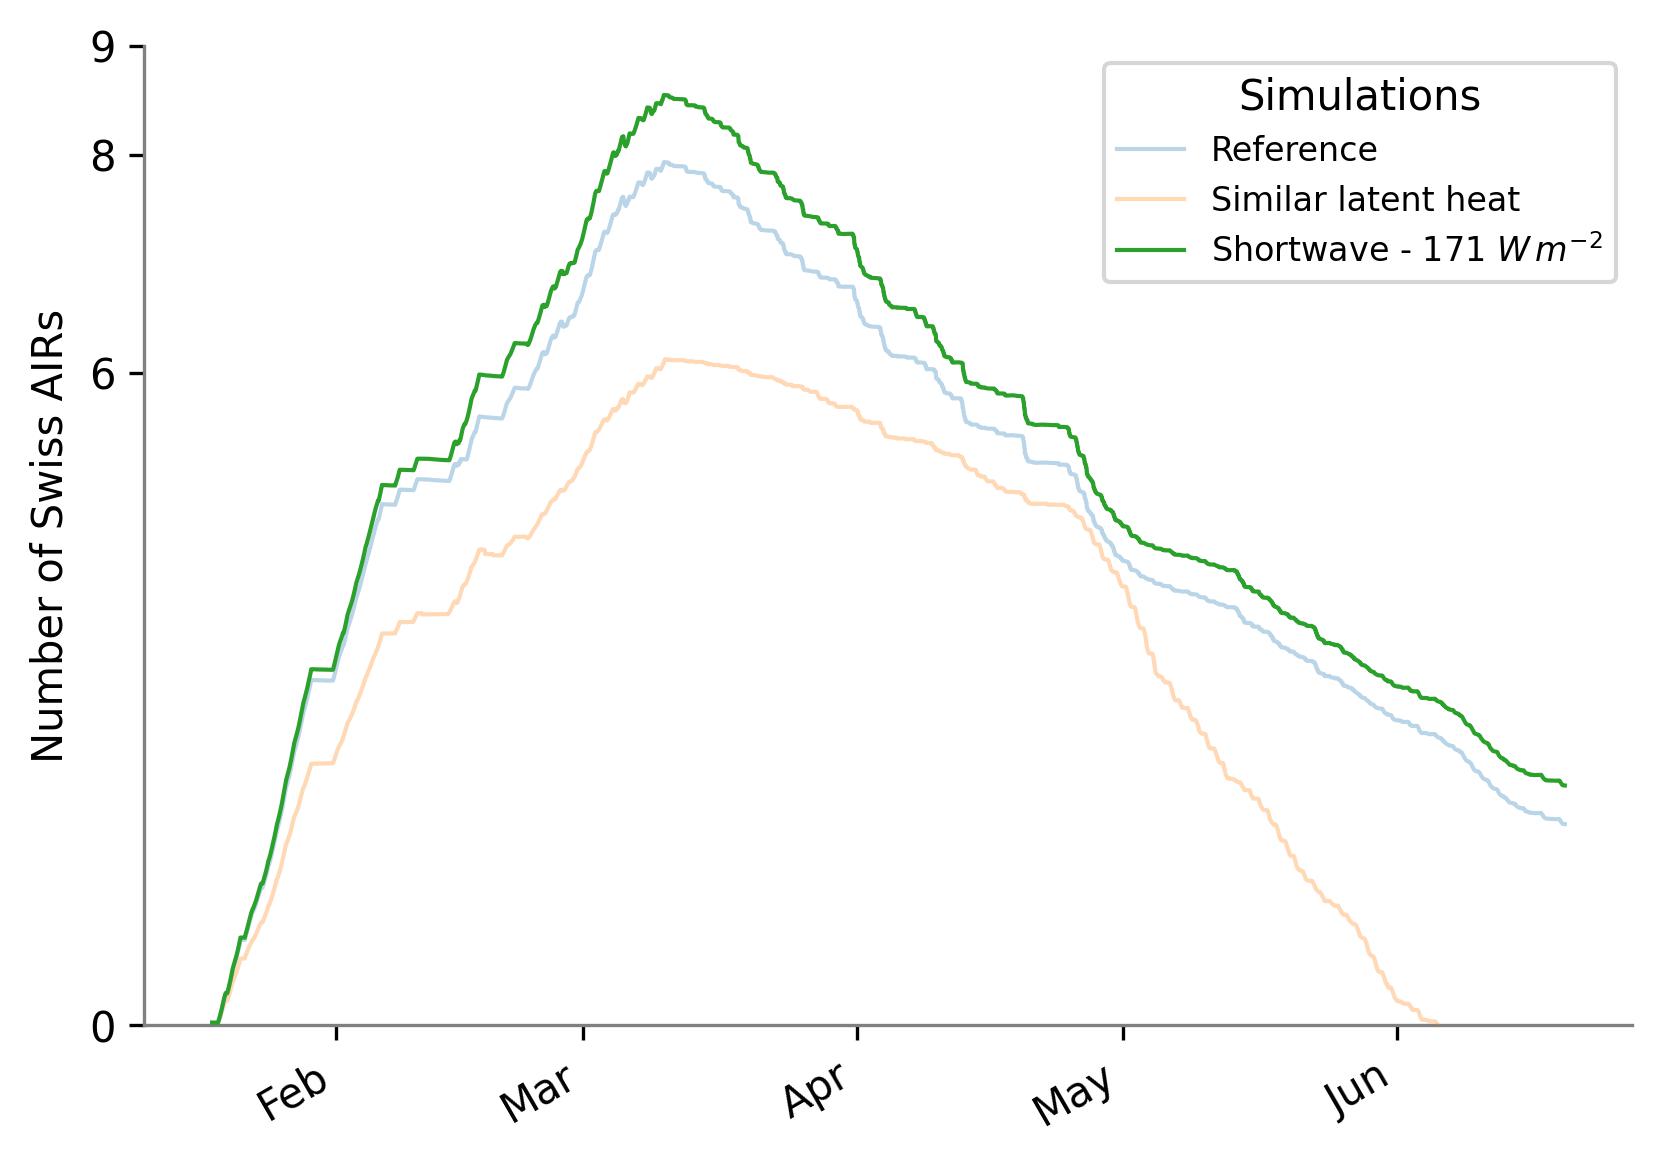 Number of Swiss AIRs
9
8
6
0
Feb
Mar
Apr
May
Jun
Simulations
Reference
Similar latent heat
Shortwave - 171 W m⁻²